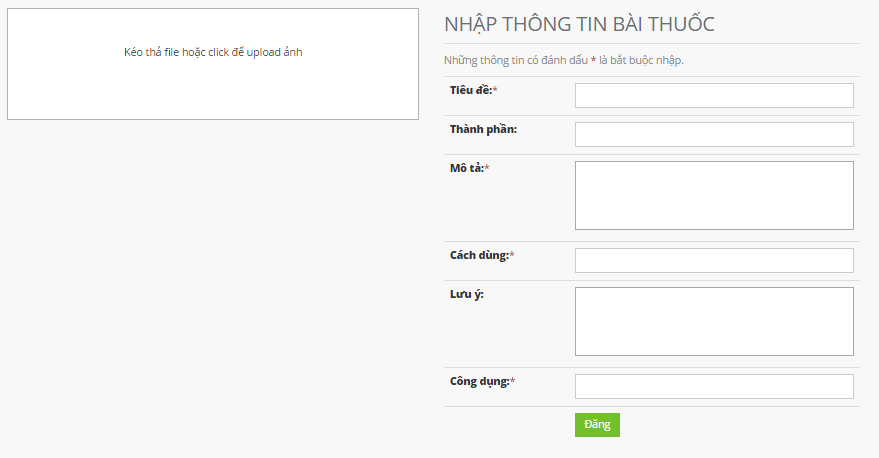 Kéo thả file hoặc click để upload ảnh
NHẬP THÔNG TIN BÀI THUỐC
Những thông tin có đánh dấu * là bắt buộc nhập.
Tiêu đề:*
Thành phần:
Mô tả:*
Cách dùng:*
Lưu ý:
Công dụng:*
Đăng